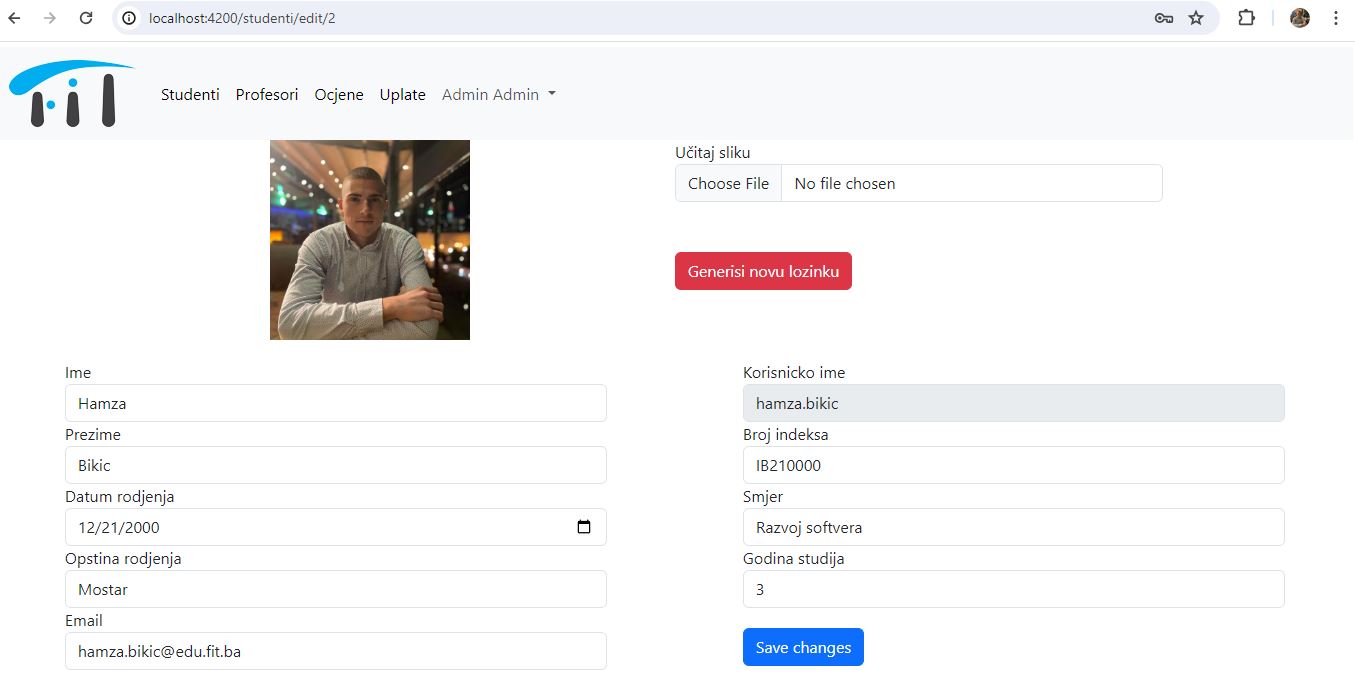 localhost:4200/studenti/edit/2
FIT
Studenti Profesori Ocjene Uplate Admin Admin
Učitaj sliku
Choose File No file chosen
Generisi novu lozinku
Ime
Hamza
Prezime
Bikic
Datum rodjenja
12/21/2000
Opstina rodjenja
Mostar
Email
hamza.bikic@edu.fit.ba
Korisnicko ime
hamza.bikic
Broj indeksa
IB210000
Smjer
Razvoj softvera
Godina studija
3
Save changes